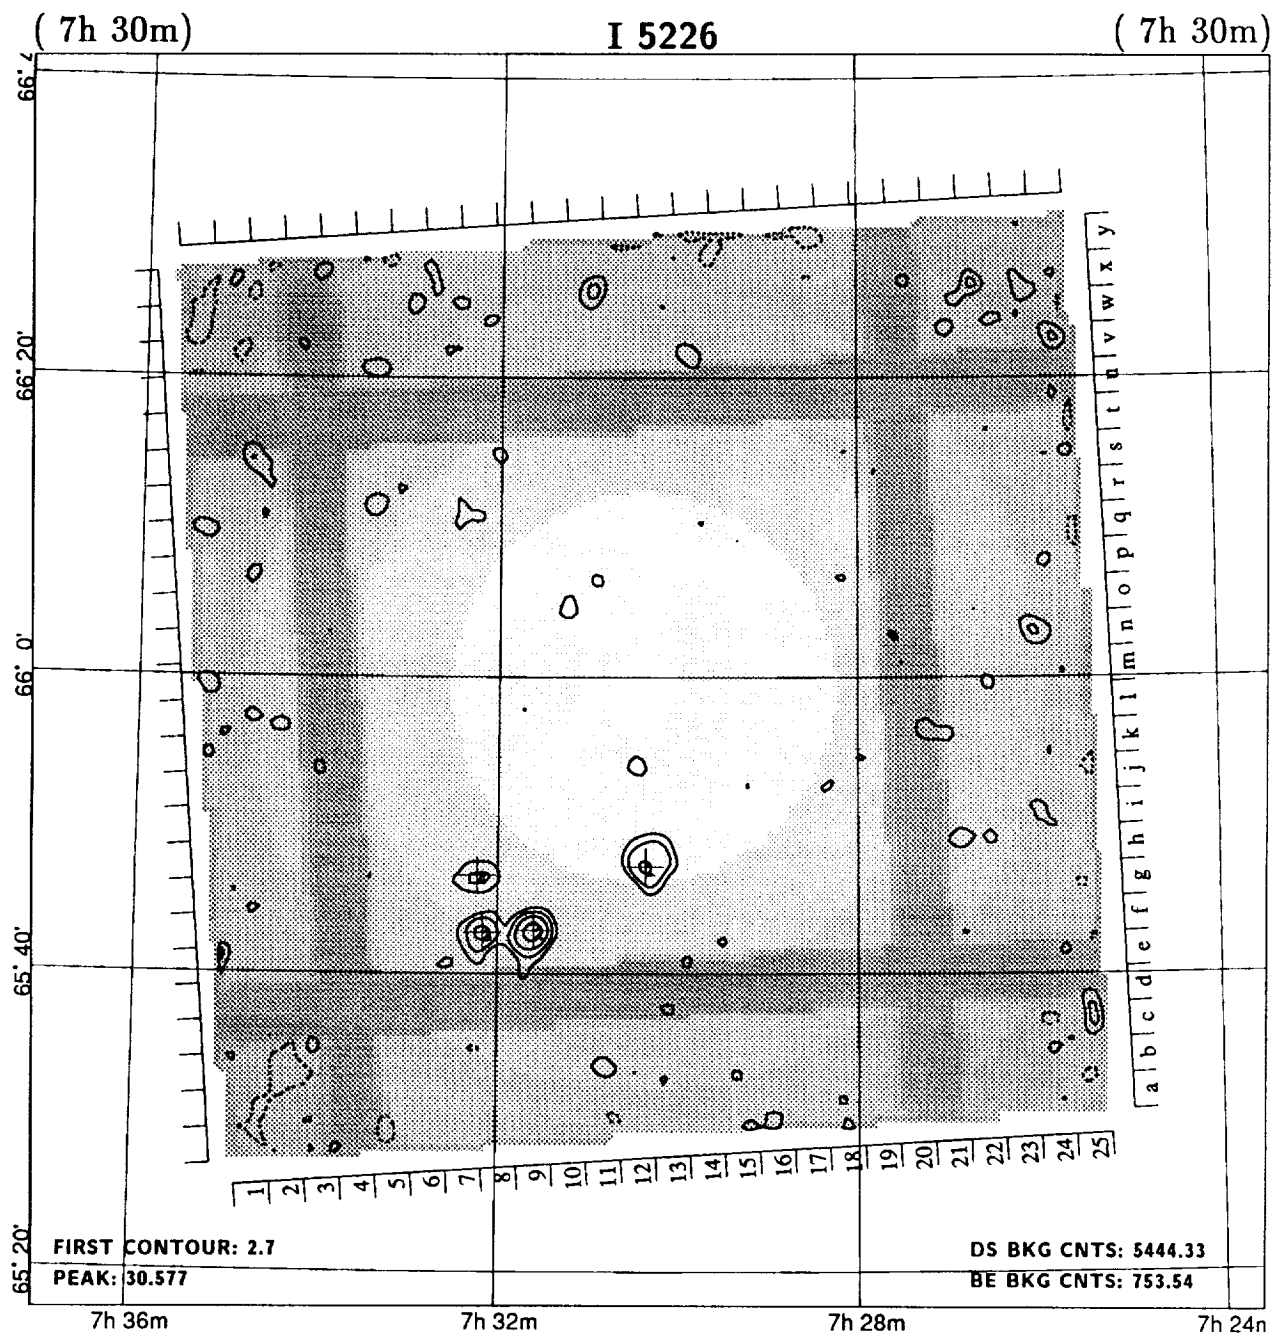 ( 7h 30m)
I 5226
( 7h 30m)
66°
66° 20'
66° 0'
65° 40'
65° 20'
y
x
w
v
u
t
s
r
q
p
o
n
m
l
k
j
i
h
g
f
e
d
c
b
a
1 2 3 4 5 6 7 8 9 10 11 12 13 14 15 16 17 18 19 20 21 22 23 24 25
FIRST CONTOUR: 2.7
PEAK: 30.577
DS BKG CNTS: 5444.33
BE BKG CNTS: 753.54
7h 36m
7h 32m
7h 28m
7h 24m